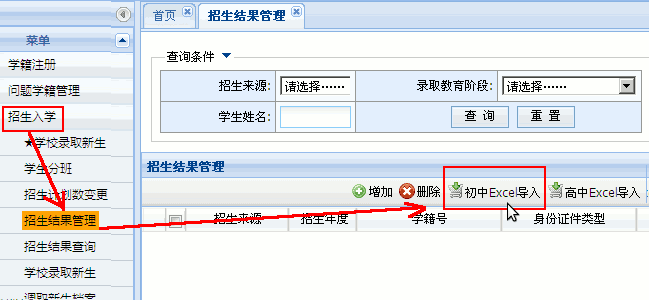 菜单
学籍注册
问题学籍管理
招生入学
★学校录取新生
学生分班
招生计划数变更
招生结果管理
招生结果查询
学校录取新生
调取新生档案
首页 招生结果管理
查询条件
招生来源: 请选择······ 录取教育阶段: 请选择······
学生姓名: 查 询 重 置
招生结果管理
增加 删除 初中Excel导入 高中Excel导入
招生来源 招生年度 学籍号 身份证件类型